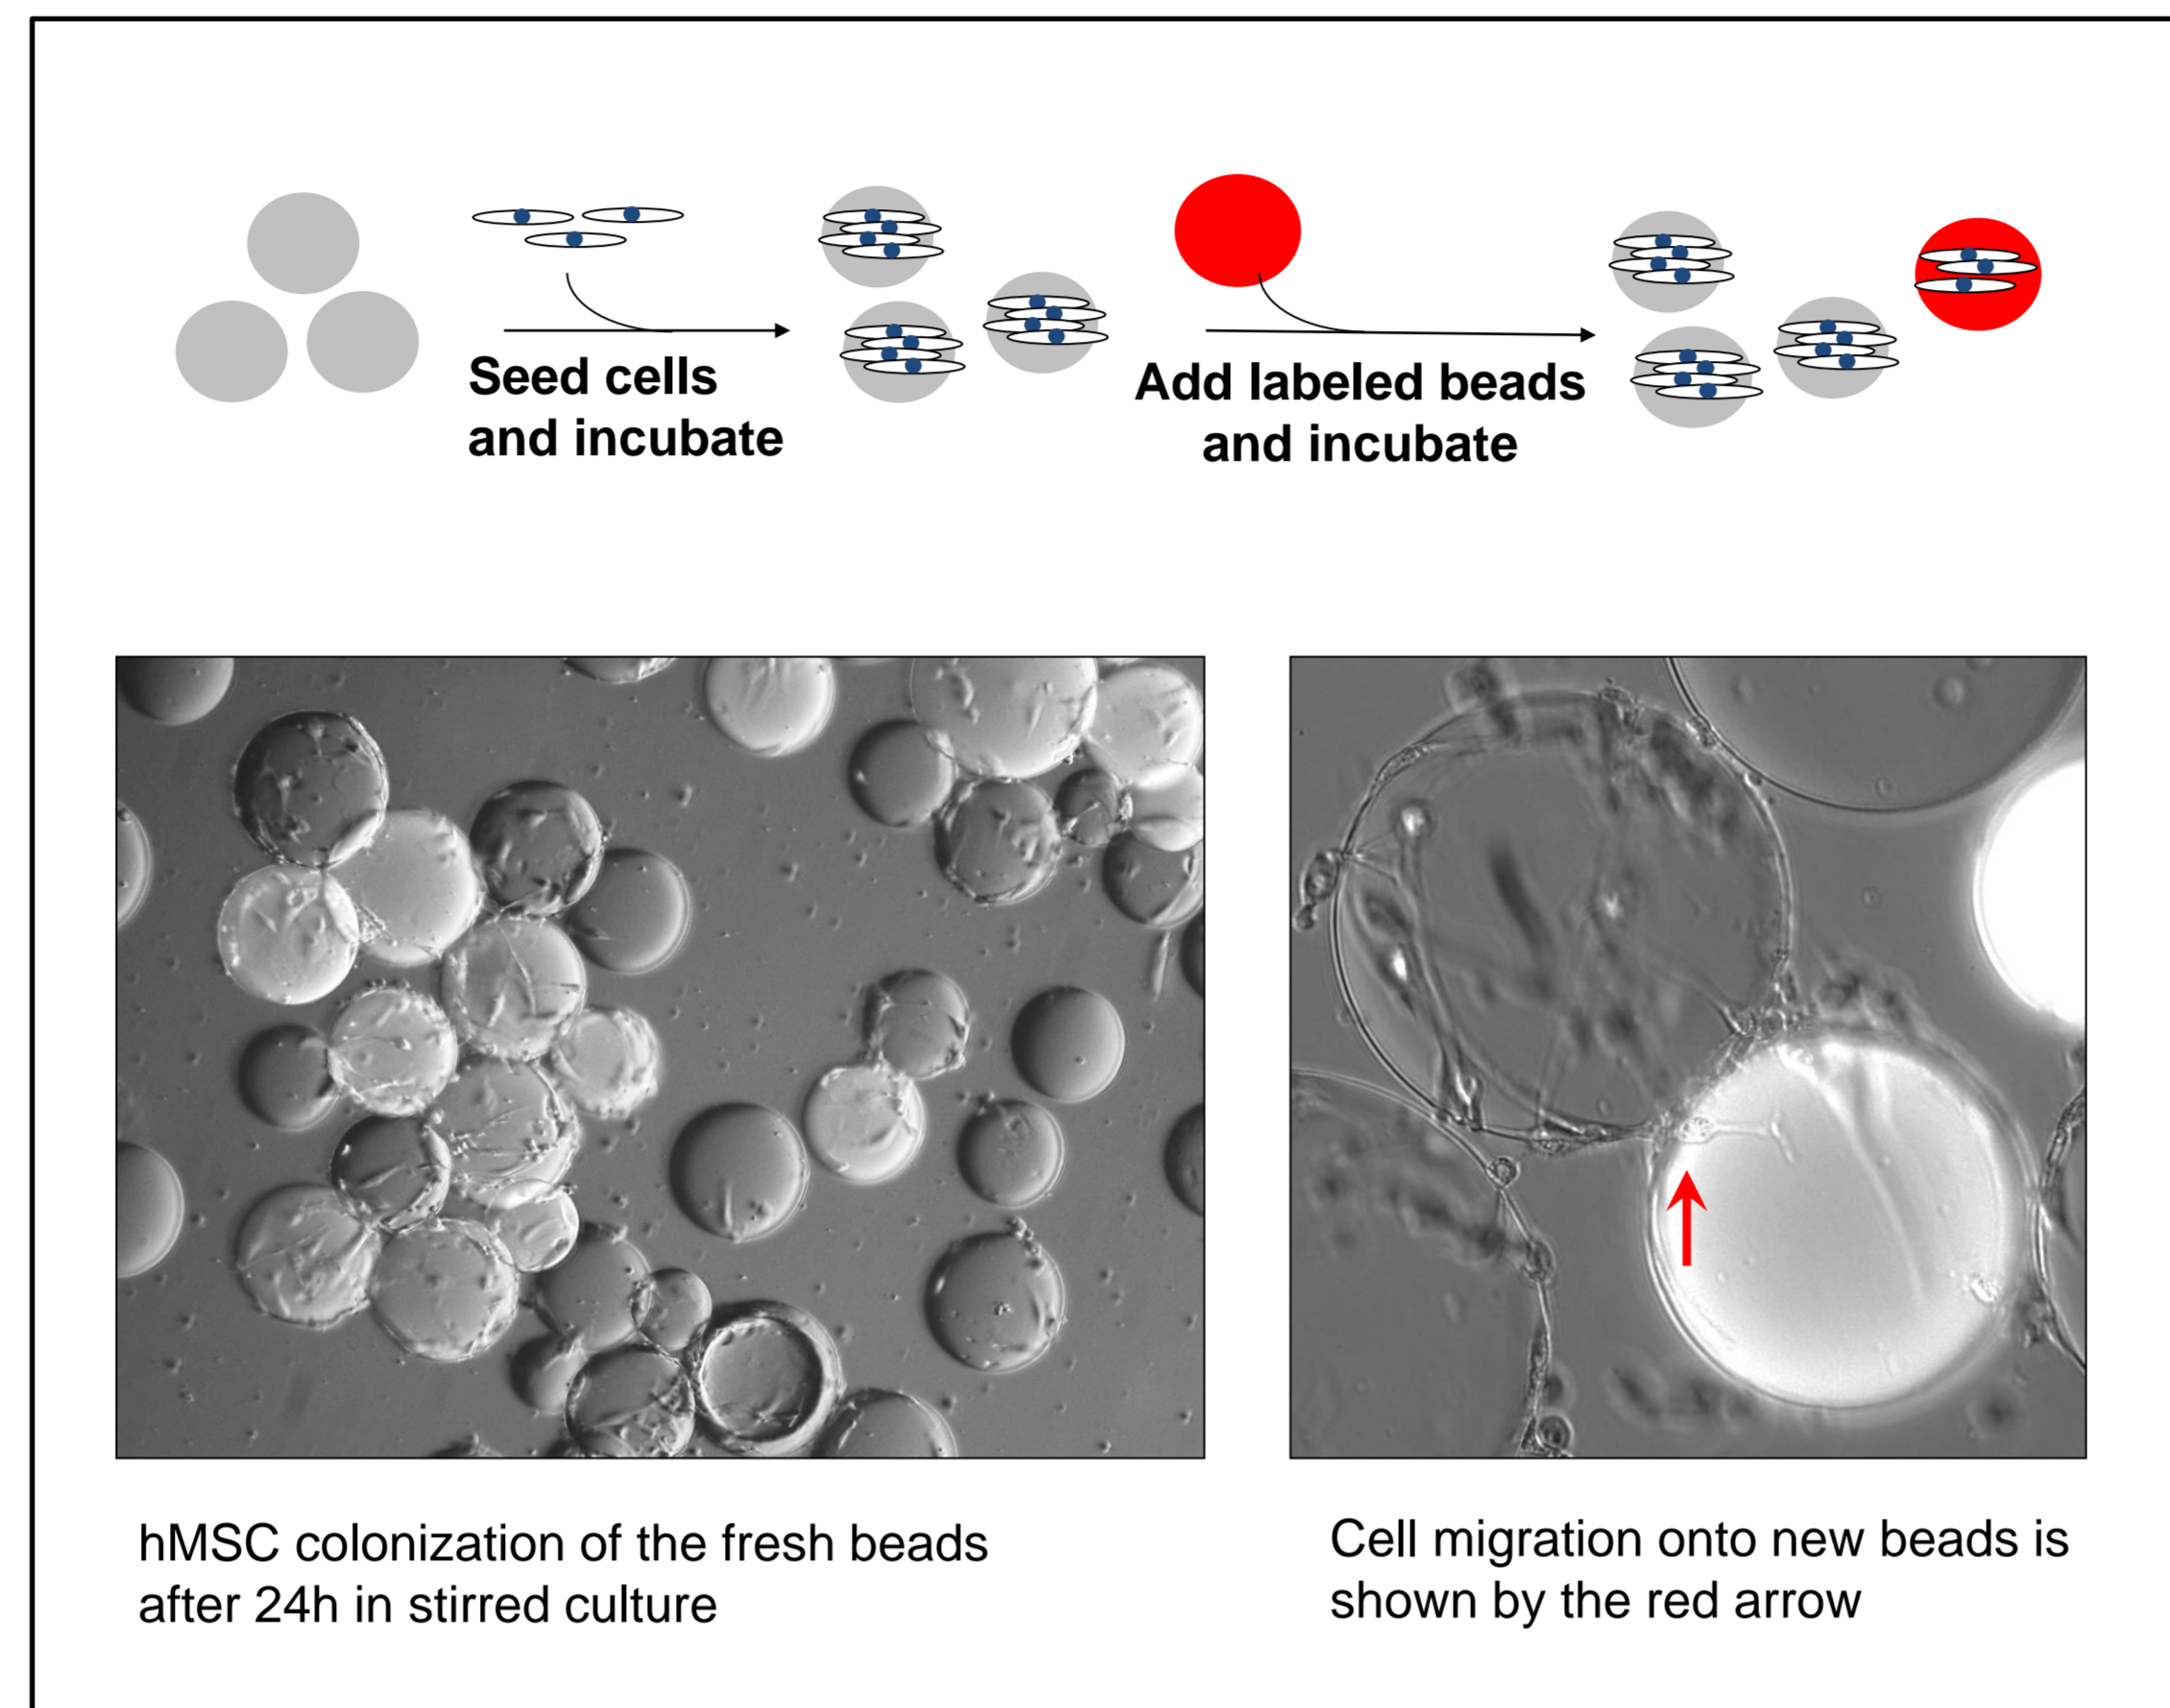 Seed cells
and incubate
Add labeled beads
and incubate
hMSC colonization of the fresh beads
after 24h in stirred culture
Cell migration onto new beads is
shown by the red arrow